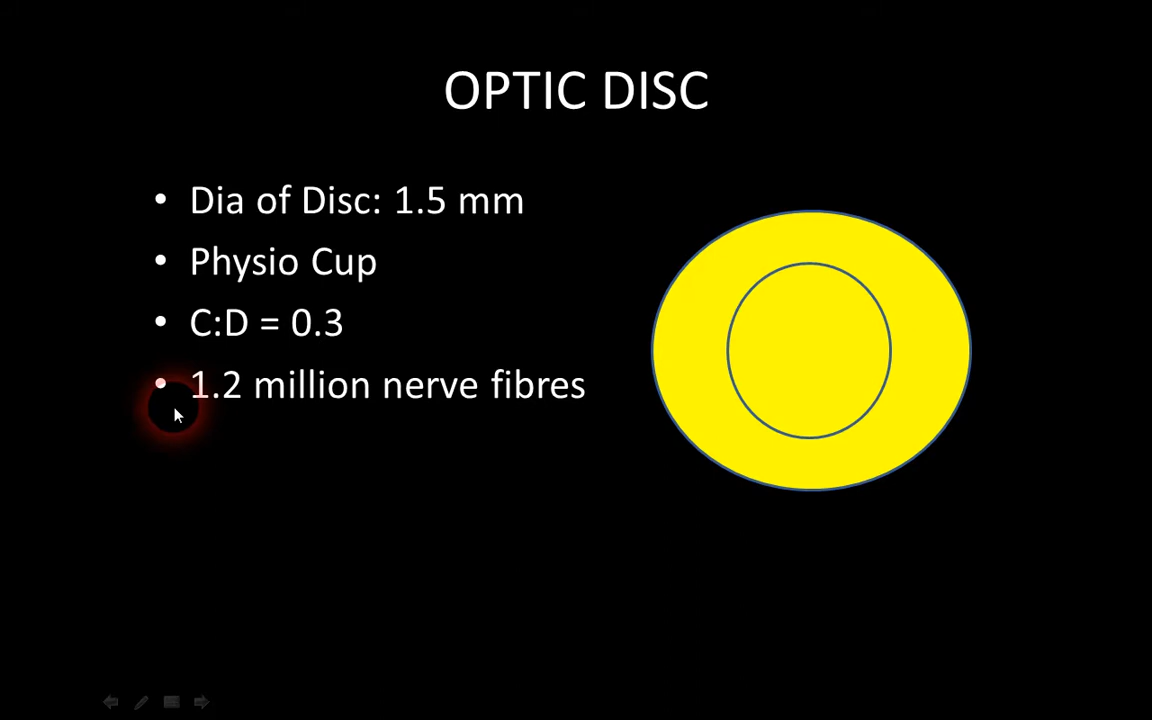 OPTIC DISC
• Dia of Disc: 1.5 mm
• Physio Cup
• C:D = 0.3
• 1.2 million nerve fibres